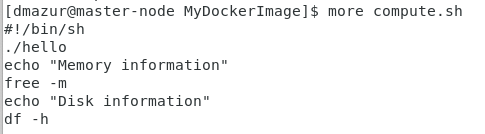 [dmazur@master-node MyDockerImage]$ more compute.sh
#!/bin/sh
./hello
echo "Memory information"
free -m
echo "Disk information"
df -h